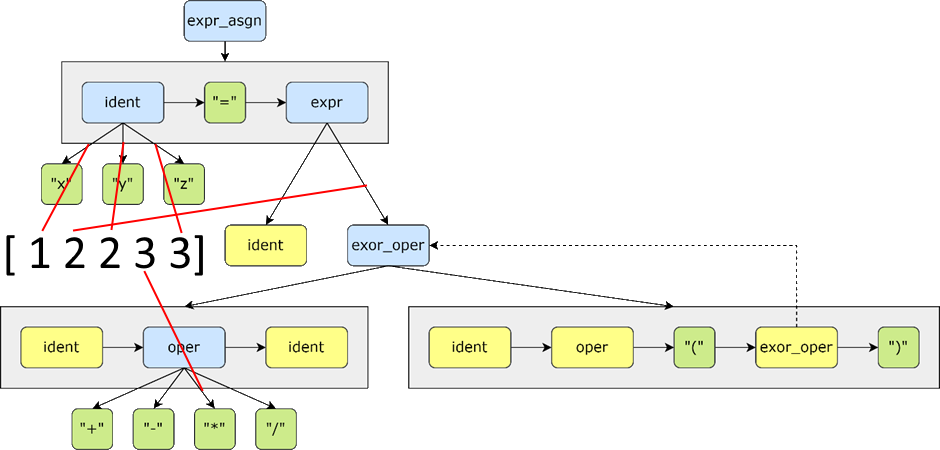 expr_asgn
ident "=" expr
"x" "y" "z"
[ 1 2 2 3 3]
ident exor_oper
ident oper ident
ident oper "(" exor_oper ")"
"+" "-" "*" "/"